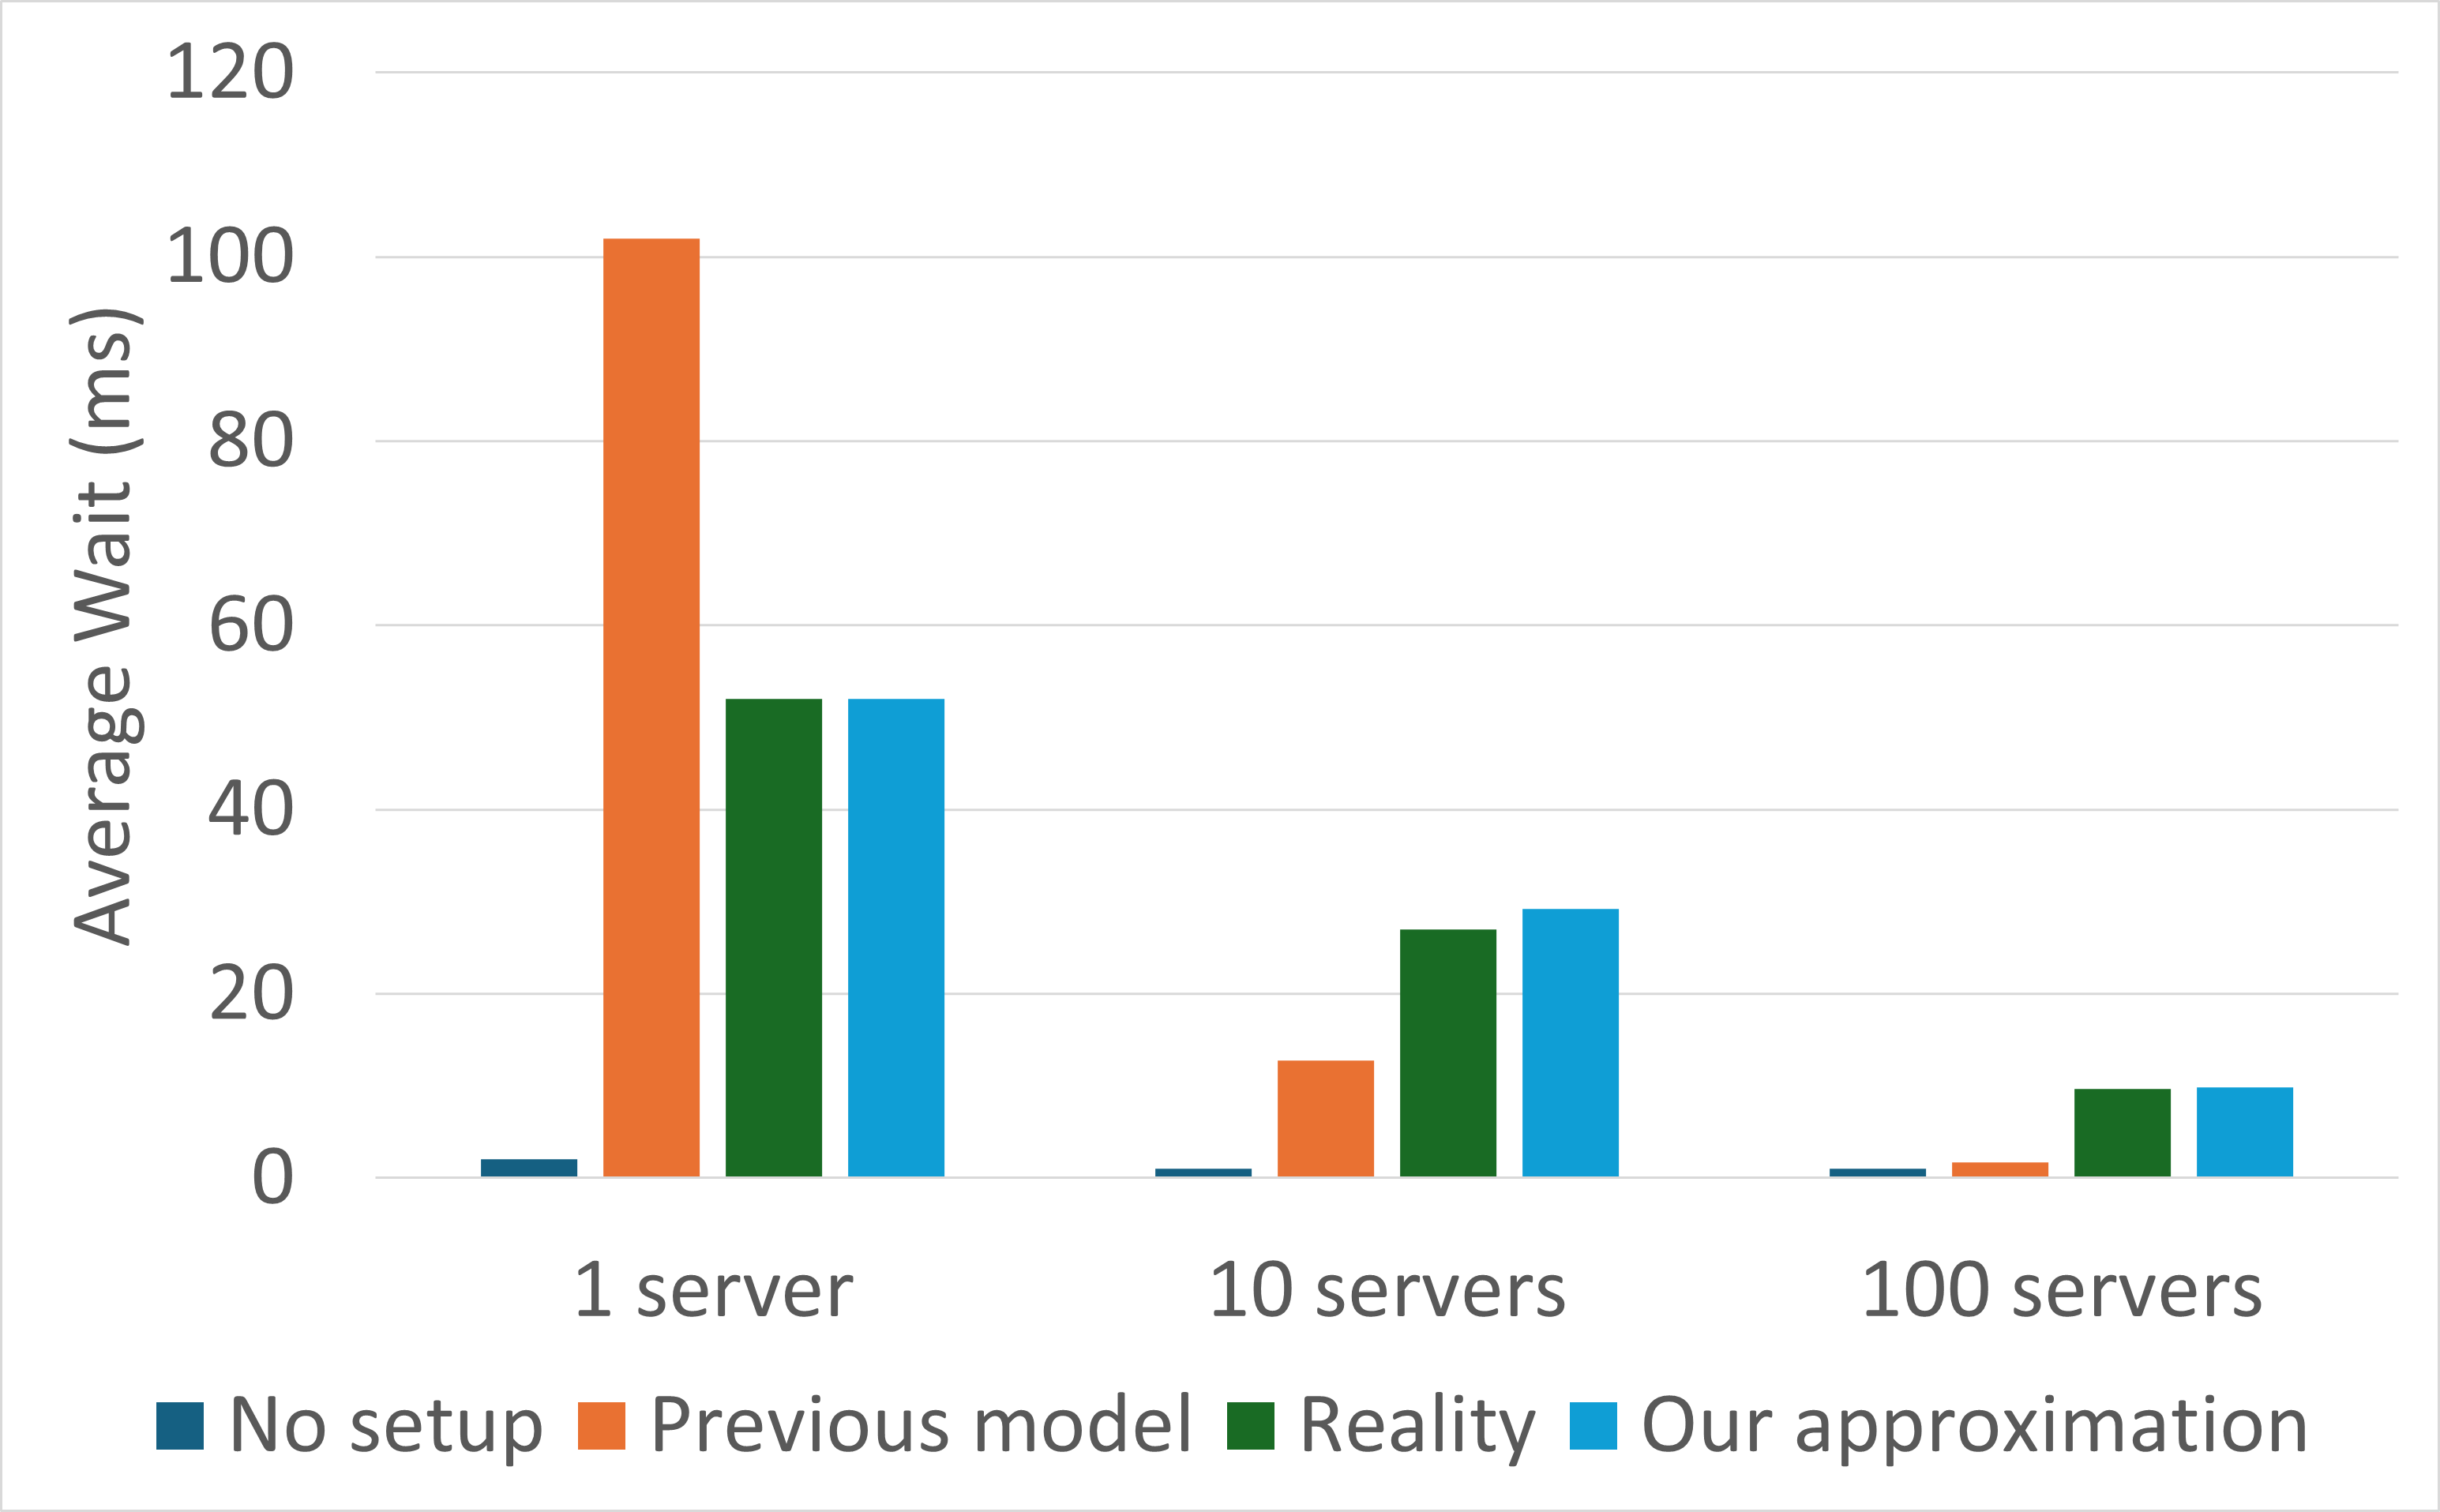 120
100
80
60
40
20
0
Average Wait (ms)
1 server
10 servers
100 servers
No setup
Previous model
Reality
Our approximation